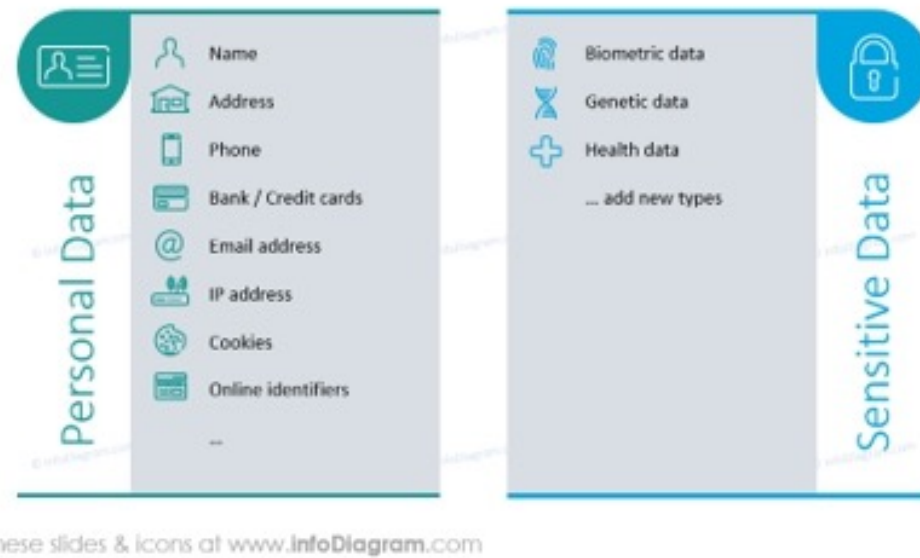 Personal Data
Name
Address
Phone
Bank / Credit cards
Email address
IP address
Cookies
Online identifiers
...
Biometric data
Genetic data
Health data
... add new types
Sensitive Data
hese slides & icons at www.infoDiagram.com